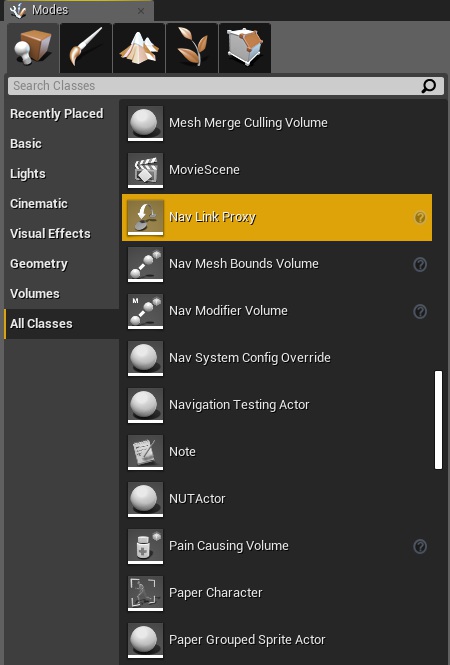 Modes
Search Classes
Recently Placed
Basic
Lights
Cinematic
Visual Effects
Geometry
Volumes
All Classes
Mesh Merge Culling Volume
MovieScene
Nav Link Proxy
Nav Mesh Bounds Volume
M
Nav Modifier Volume
Nav System Config Override
Navigation Testing Actor
Note
NUTActor
Pain Causing Volume
Paper Character
Paper Grouped Sprite Actor